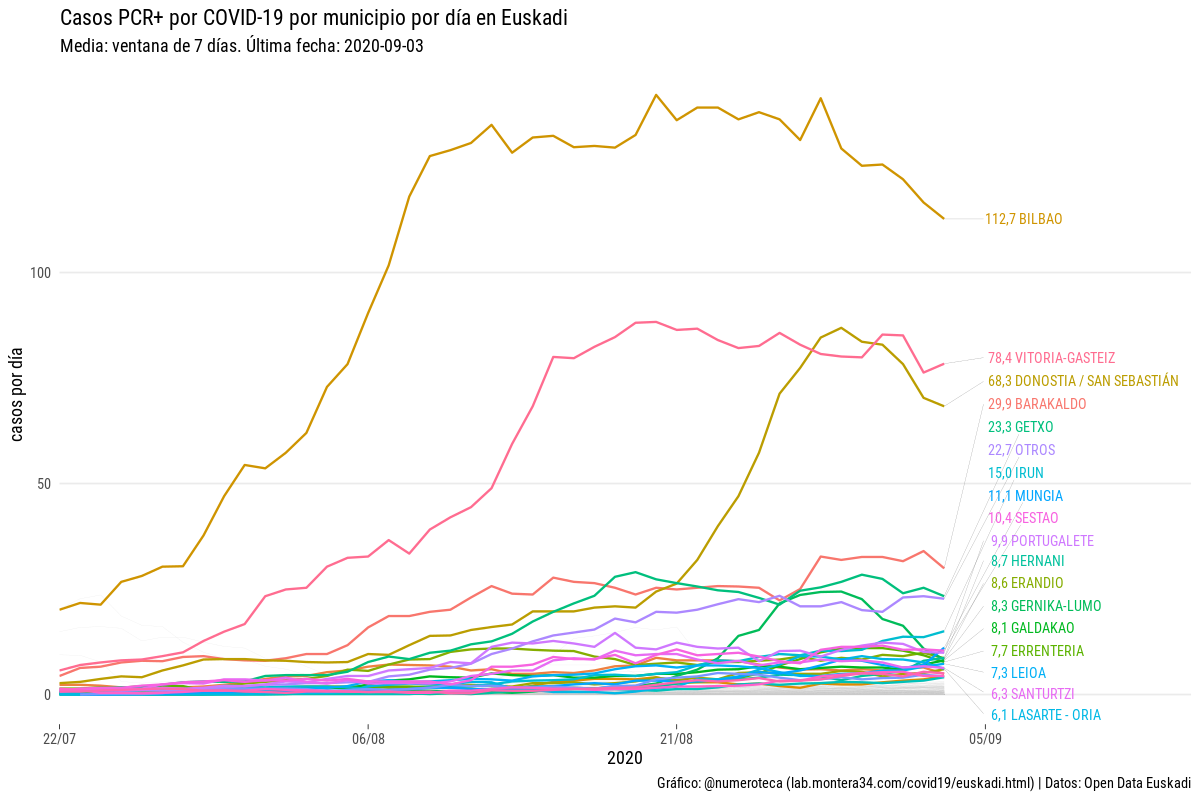 Casos PCR+ por COVID-19 por municipio por día en Euskadi
Media: ventana de 7 días. Última fecha: 2020-09-03
casos por día
100
50
0
112,7 BILBAO
78,4 VITORIA-GASTEIZ
68,3 DONOSTIA / SAN SEBASTIÁN
29,9 BARAKALDO
23,3 GETXO
22,7 OTROS
15,0 IRUN
11,1 MUNGIA
10,4 SESTAO
9,9 PORTUGALETE
8,7 HERNANI
8,6 ERANDIO
8,3 GERNIKA-LUMO
8,1 GALDAKAO
7,7 ERRENTERIA
7,3 LEIOA
6,3 SANTURTZI
6,1 LASARTE - ORIA
22/07
06/08
21/08
05/09
2020
Gráfico: @numeroteca (lab.montera34.com/covid19/euskadi.html) | Datos: Open Data Euskadi